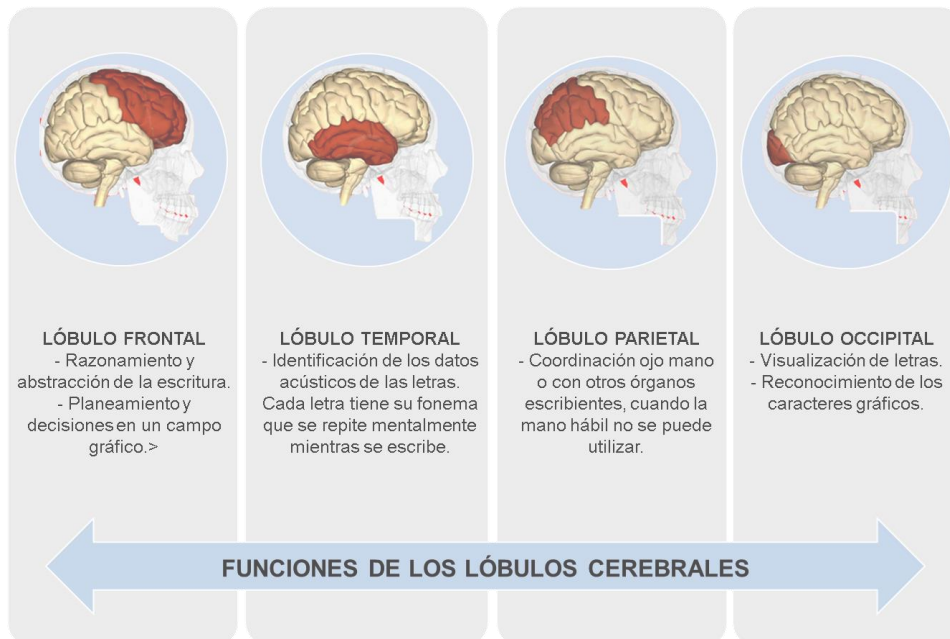 LÓBULO FRONTAL
- Razonamiento y
abstracción de la escritura.
- Planeamiento y
decisiones en un campo
gráfico.>
LÓBULO TEMPORAL
- Identificación de los datos
acústicos de las letras.
Cada letra tiene su fonema
que se repite mentalmente
mientras se escribe.
LÓBULO PARIETAL
- Coordinación ojo mano
o con otros órganos
escribientes, cuando la
mano hábil no se puede
utilizar.
LÓBULO OCCIPITAL
- Visualización de letras.
- Reconocimiento de los
caracteres gráficos.
FUNCIONES DE LOS LÓBULOS CEREBRALES